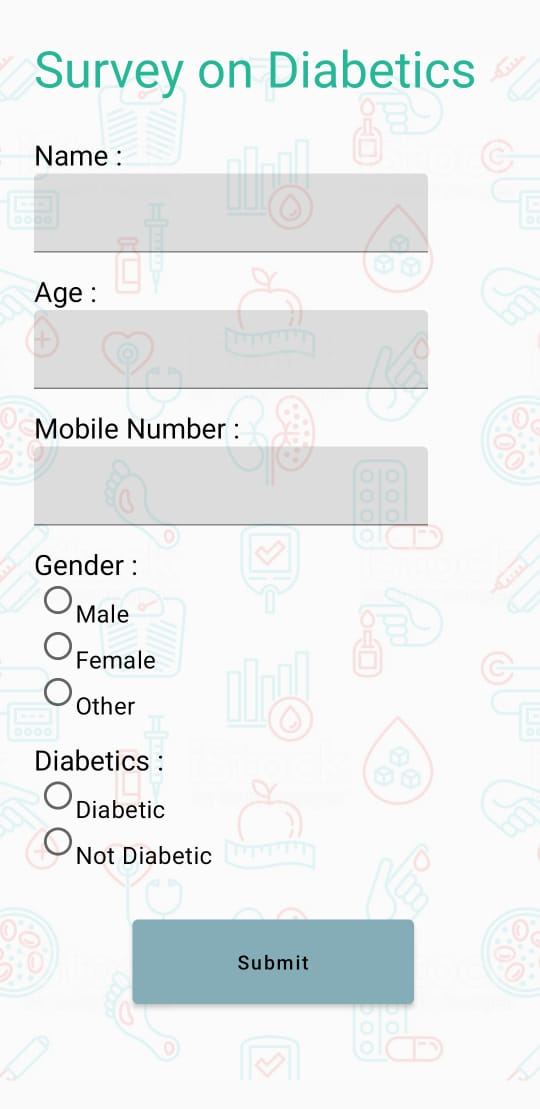 Survey on Diabetics
Name :
Age :
Mobile Number :
Gender :
Male
Female
Other
Diabetics :
Diabetic
Not Diabetic
Submit